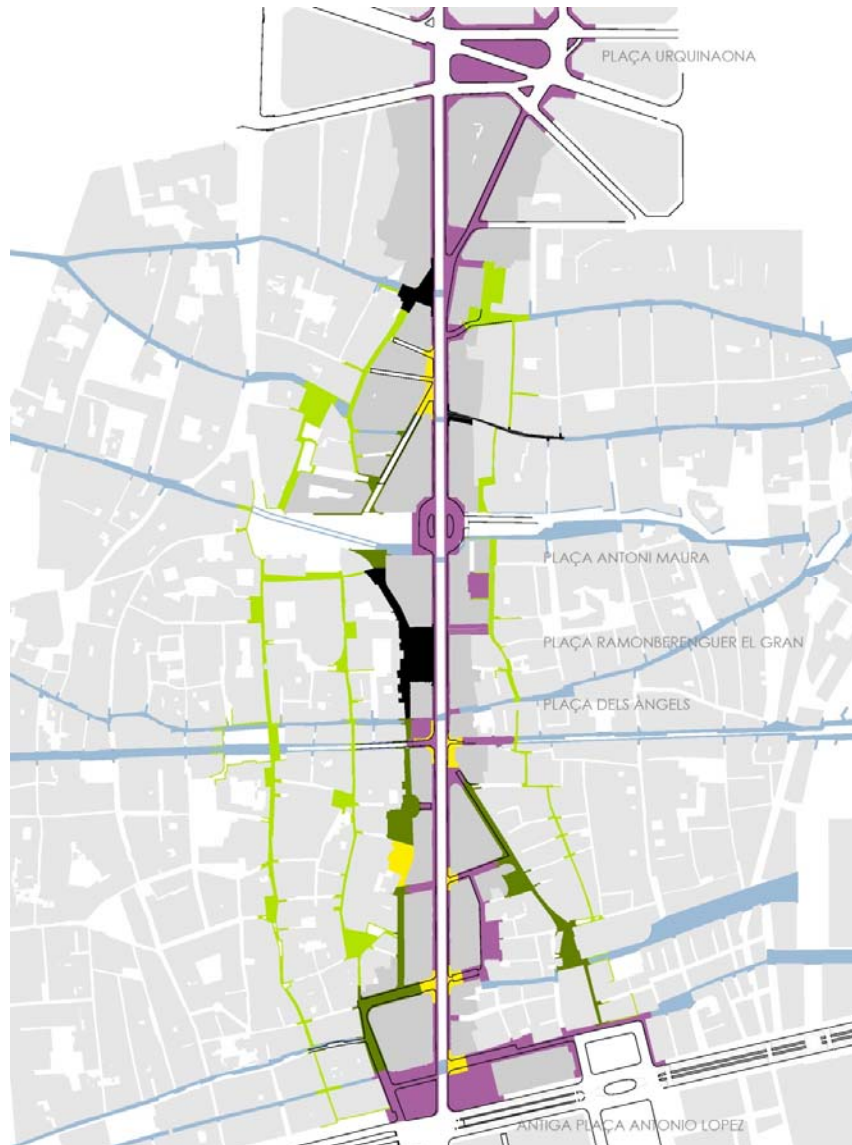 PLAÇA URQUINAONA
PLAÇA ANTONI MAURA
PLAÇA RAMONBERENGUER EL GRAN
PLAÇA DELS ÀNGELS
ANTIGA PLAÇA ANTONIO LOPEZ